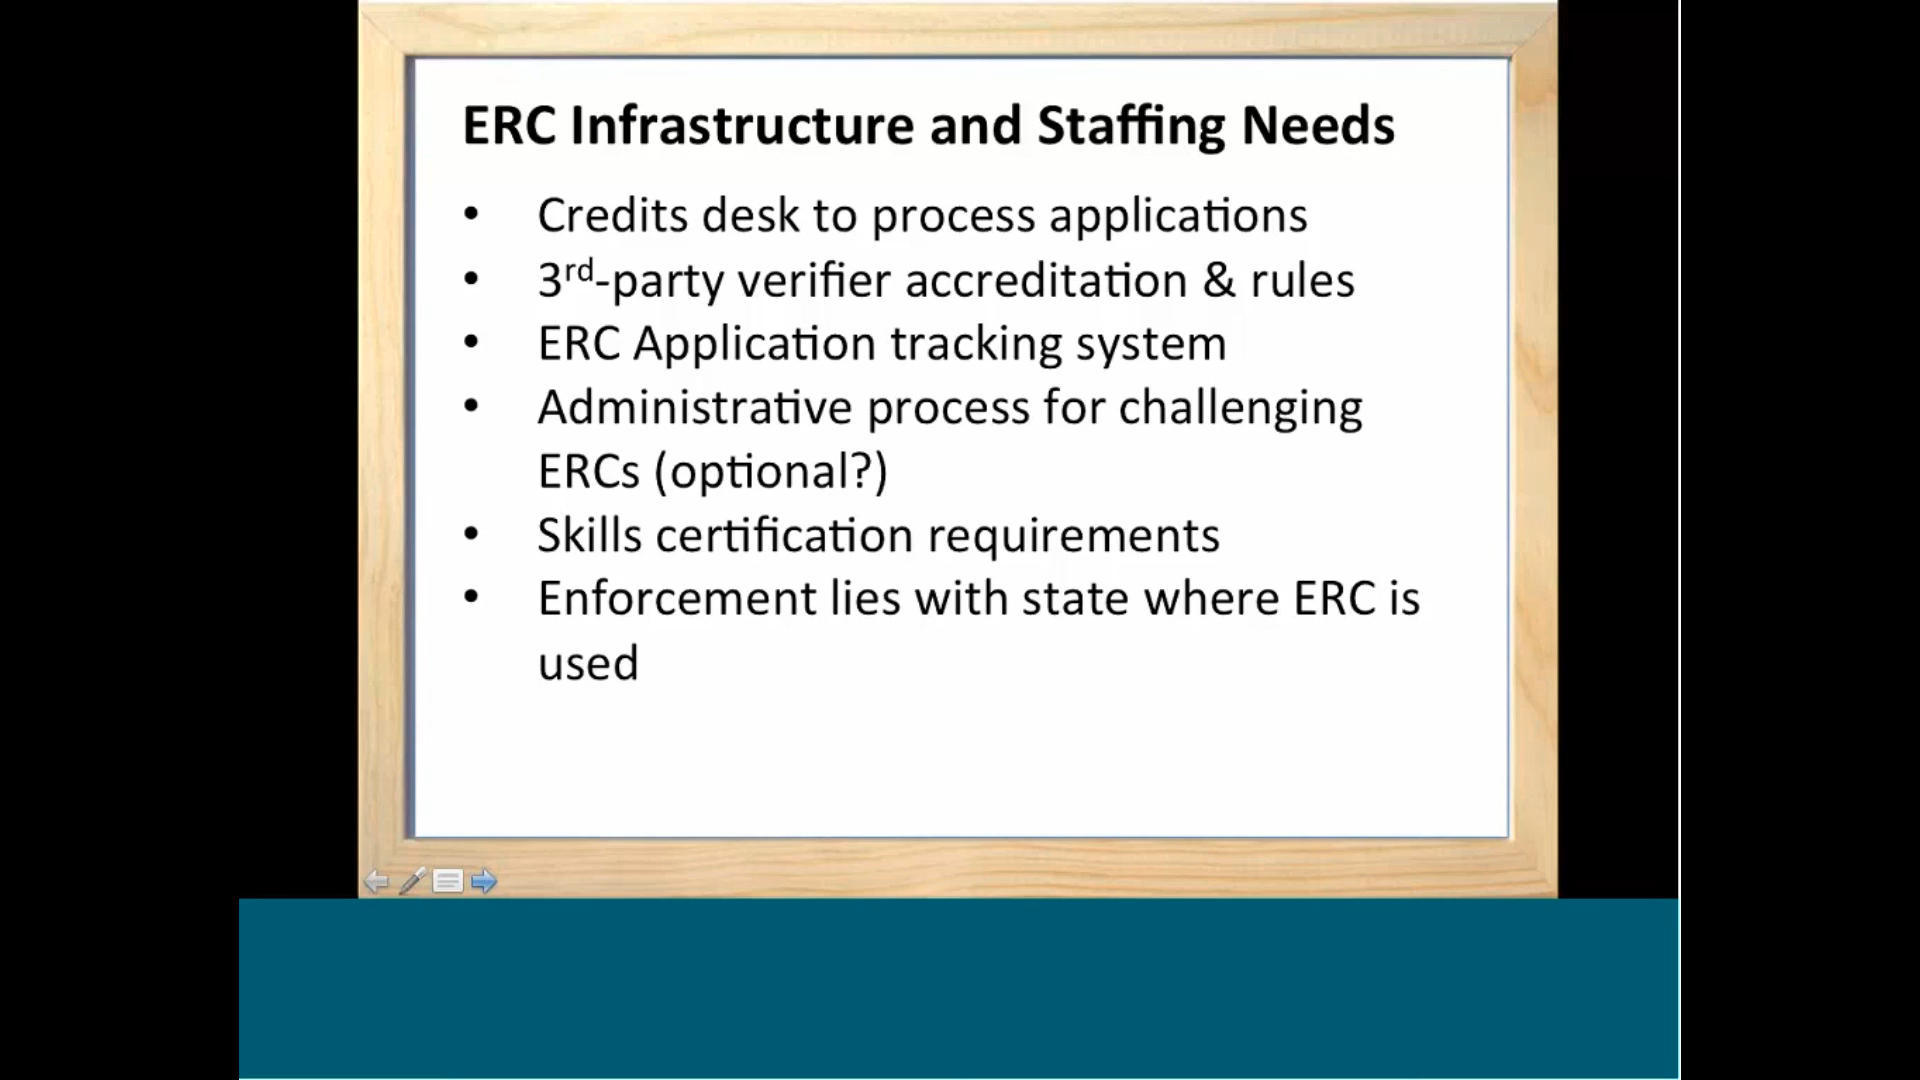 ERC Infrastructure and Staffing Needs
• Credits desk to process applications
• 3rd-party verifier accreditation & rules
• ERC Application tracking system
• Administrative process for challenging
ERCs (optional?)
• Skills certification requirements
• Enforcement lies with state where ERC is
used